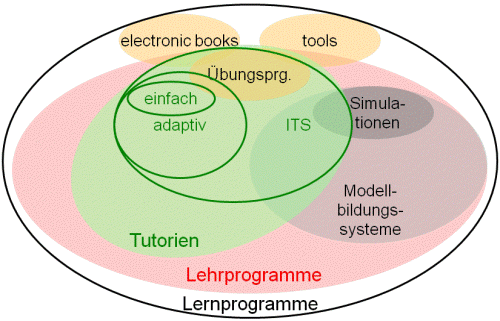 electronic books
tools
Übungsprg.
einfach
adaptiv
ITS
Simula-
tionen
Modell-
bildungs-
systeme
Tutorien
Lehrprogramme
Lernprogramme